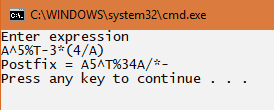 C:\WINDOWS\system32\cmd.exe
Enter expression
A^5%T-3*(4/A)
Postfix = A5^T%34A/*-
Press any key to continue . . .